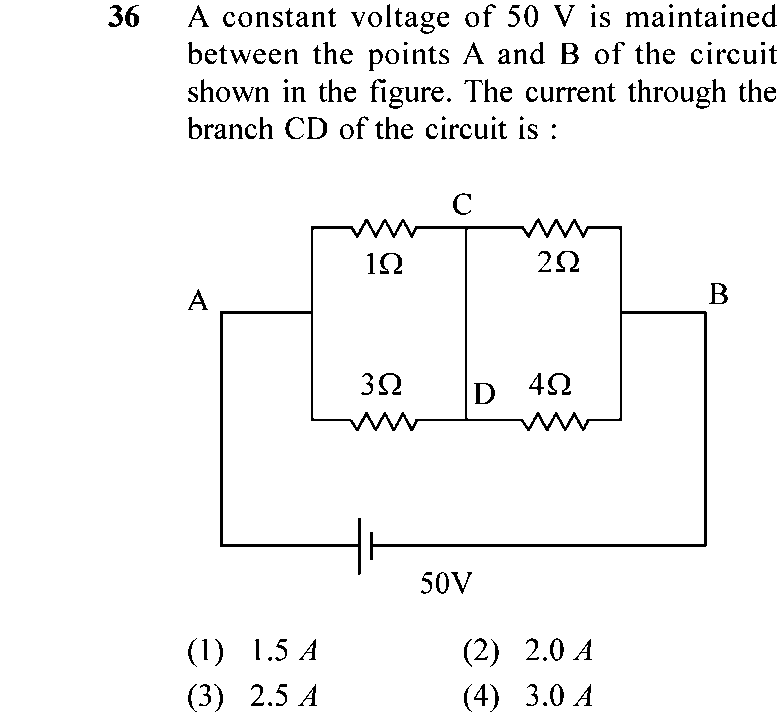 36 A constant voltage of 50 V is maintained
between the points A and B of the circuit
shown in the figure. The current through the
branch CD of the circuit is :
C
1Ω 2Ω
A B
3Ω D 4Ω
50V
(1) 1.5 A (2) 2.0 A
(3) 2.5 A (4) 3.0 A